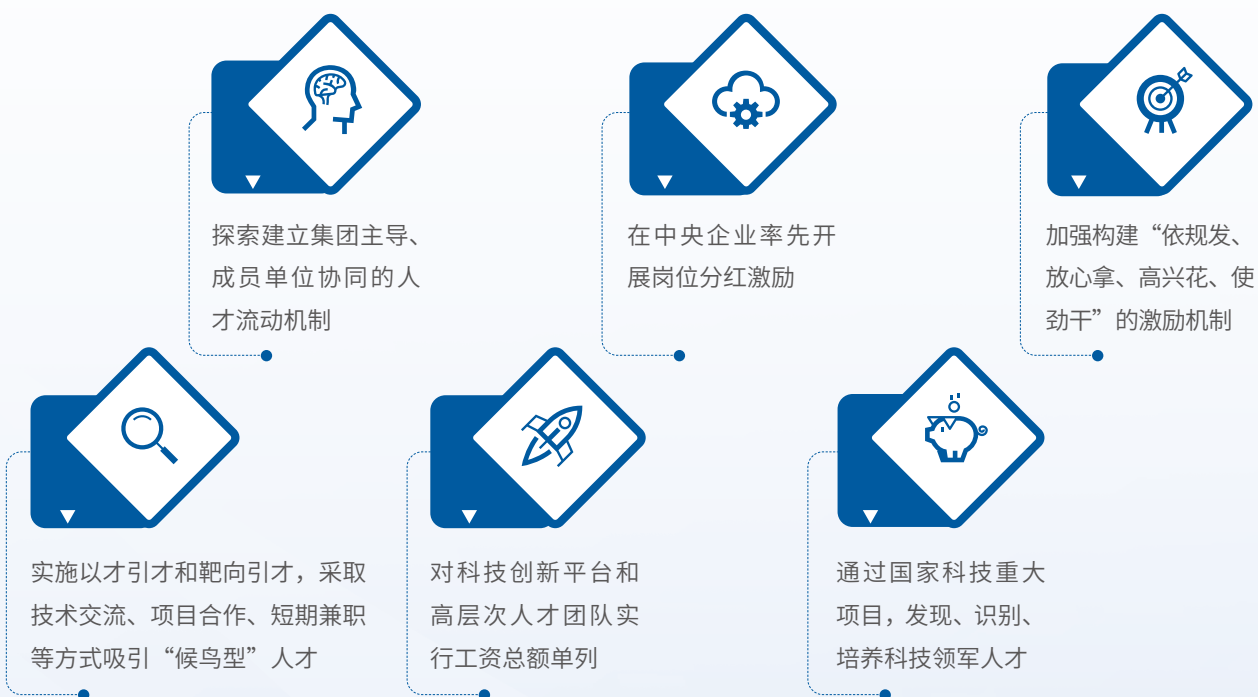 探索建立集团主导、
成员单位协同的人
才流动机制
在中央企业率先开
展岗位分红激励
加强构建“依规发、
放心拿、高兴花、使
劲干”的激励机制
实施以才引才和靶向引才，采取
技术交流、项目合作、短期兼职
等方式吸引“候鸟型”人才
对科技创新平台和
高层次人才团队实
行工资总额单列
通过国家科技重大
项目，发现、识别、
培养科技领军人才